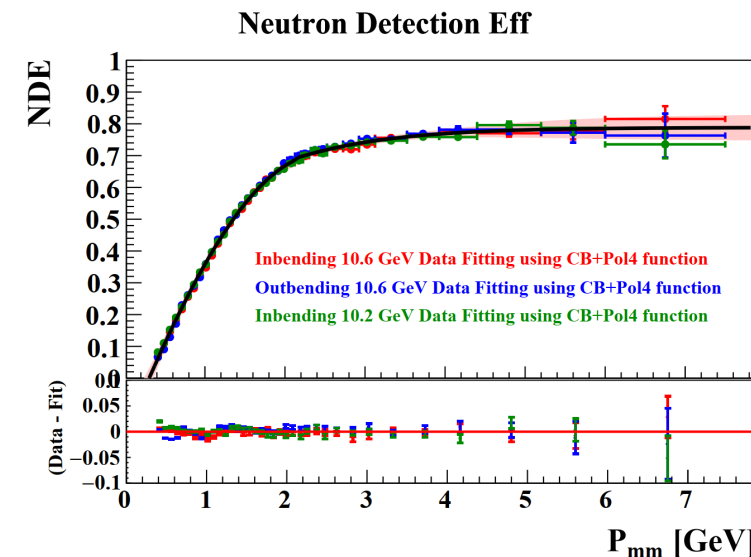 Neutron Detection Eff
NDE
1
0.9
0.8
0.7
0.6
0.5
0.4
0.3
0.2
0.1
0
Inbending 10.6 GeV Data Fitting using CB+Pol4 function
Outbending 10.6 GeV Data Fitting using CB+Pol4 function
Inbending 10.2 GeV Data Fitting using CB+Pol4 function
(Data - Fit)
0.1
0.05
0
−0.05
−0.1
0 1 2 3 4 5 6 7
Pmm [GeV]